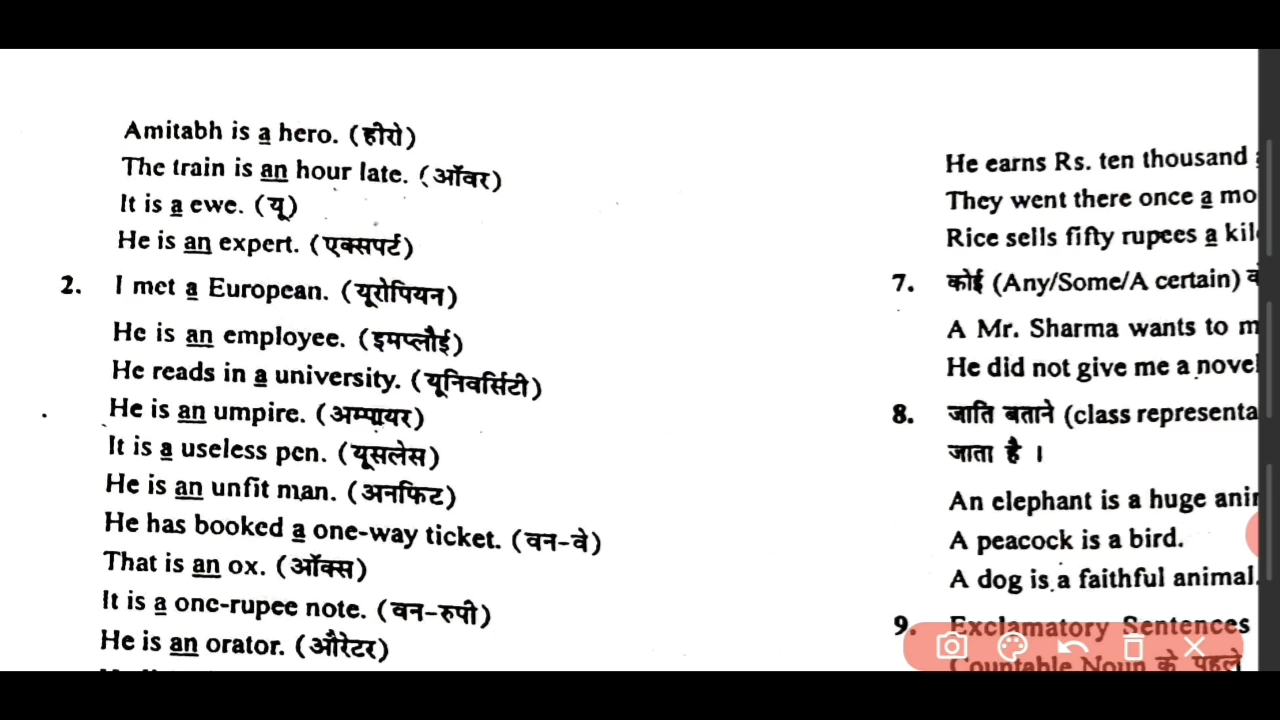 Amitabh is a hero. (हीरो)
The train is an hour late. (ऑवर)
It is a ewe. (यू)
He is an expert. (एक्सपर्ट)
2. I met a European. (यूरोपियन)
He is an employee. (इमप्लौई)
He reads in a university. (यूनिवर्सिटी)
He is an umpire. (अम्पायर)
It is a useless pen. (यूसलेस)
He is an unfit man. (अनफिट)
He has booked a one-way ticket. (वन-वे)
That is an ox. (ऑक्स)
It is a one-rupee note. (वन-रुपी)
He is an orator. (औरेटर)
He earns Rs. ten thousand
They went there once a mo
Rice sells fifty rupees a kil
7. कोई (Any/Some/A certain)
A Mr. Sharma wants to m
He did not give me a novel
8. जाति बताने (class representa
जाता है ।
An elephant is a huge anim
A peacock is a bird.
A dog is a faithful animal.
9. Exclamatory Sentences
Countable Noun के पहले